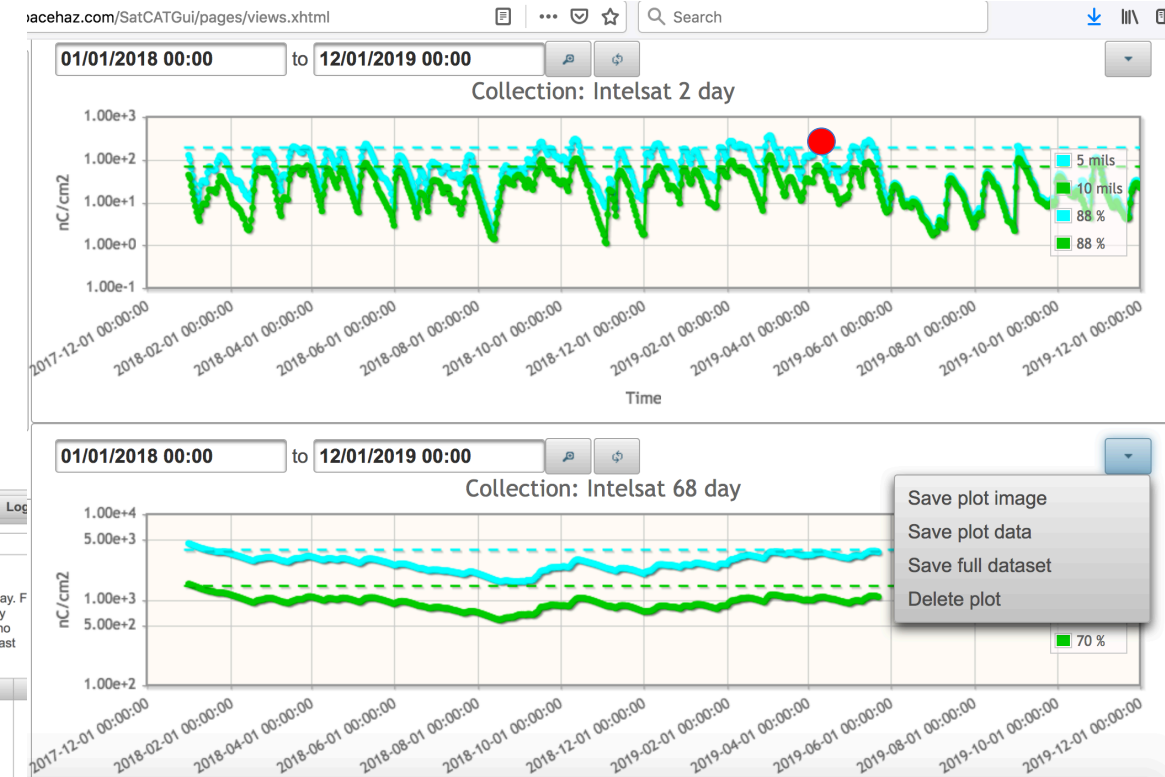 pacehaz.com/SatCATGui/pages/views.xhtml
Search
01/01/2018 00:00 to 12/01/2019 00:00
Collection: Intelsat 2 day
1.00e+3
1.00e+2
1.00e+1
1.00e+0
1.00e-1
nC/cm2
5 mils
10 mils
88 %
88 %
2017-12-01 00:00:00
2018-02-01 00:00:00
2018-04-01 00:00:00
2018-06-01 00:00:00
2018-08-01 00:00:00
2018-10-01 00:00:00
2018-12-01 00:00:00
2019-02-01 00:00:00
2019-04-01 00:00:00
2019-06-01 00:00:00
2019-08-01 00:00:00
2019-10-01 00:00:00
2019-12-01 00:00:00
Time
01/01/2018 00:00 to 12/01/2019 00:00
Collection: Intelsat 68 day
Save plot image
Save plot data
Save full dataset
Delete plot
1.00e+4
5.00e+3
1.00e+3
5.00e+2
1.00e+2
nC/cm2
70 %
2017-12-01 00:00:00
2018-02-01 00:00:00
2018-04-01 00:00:00
2018-06-01 00:00:00
2018-08-01 00:00:00
2018-10-01 00:00:00
2018-12-01 00:00:00
2019-02-01 00:00:00
2019-04-01 00:00:00
2019-06-01 00:00:00
2019-08-01 00:00:00
2019-10-01 00:00:00
2019-12-01 00:00:00
Log
ay. F
y
no
ast